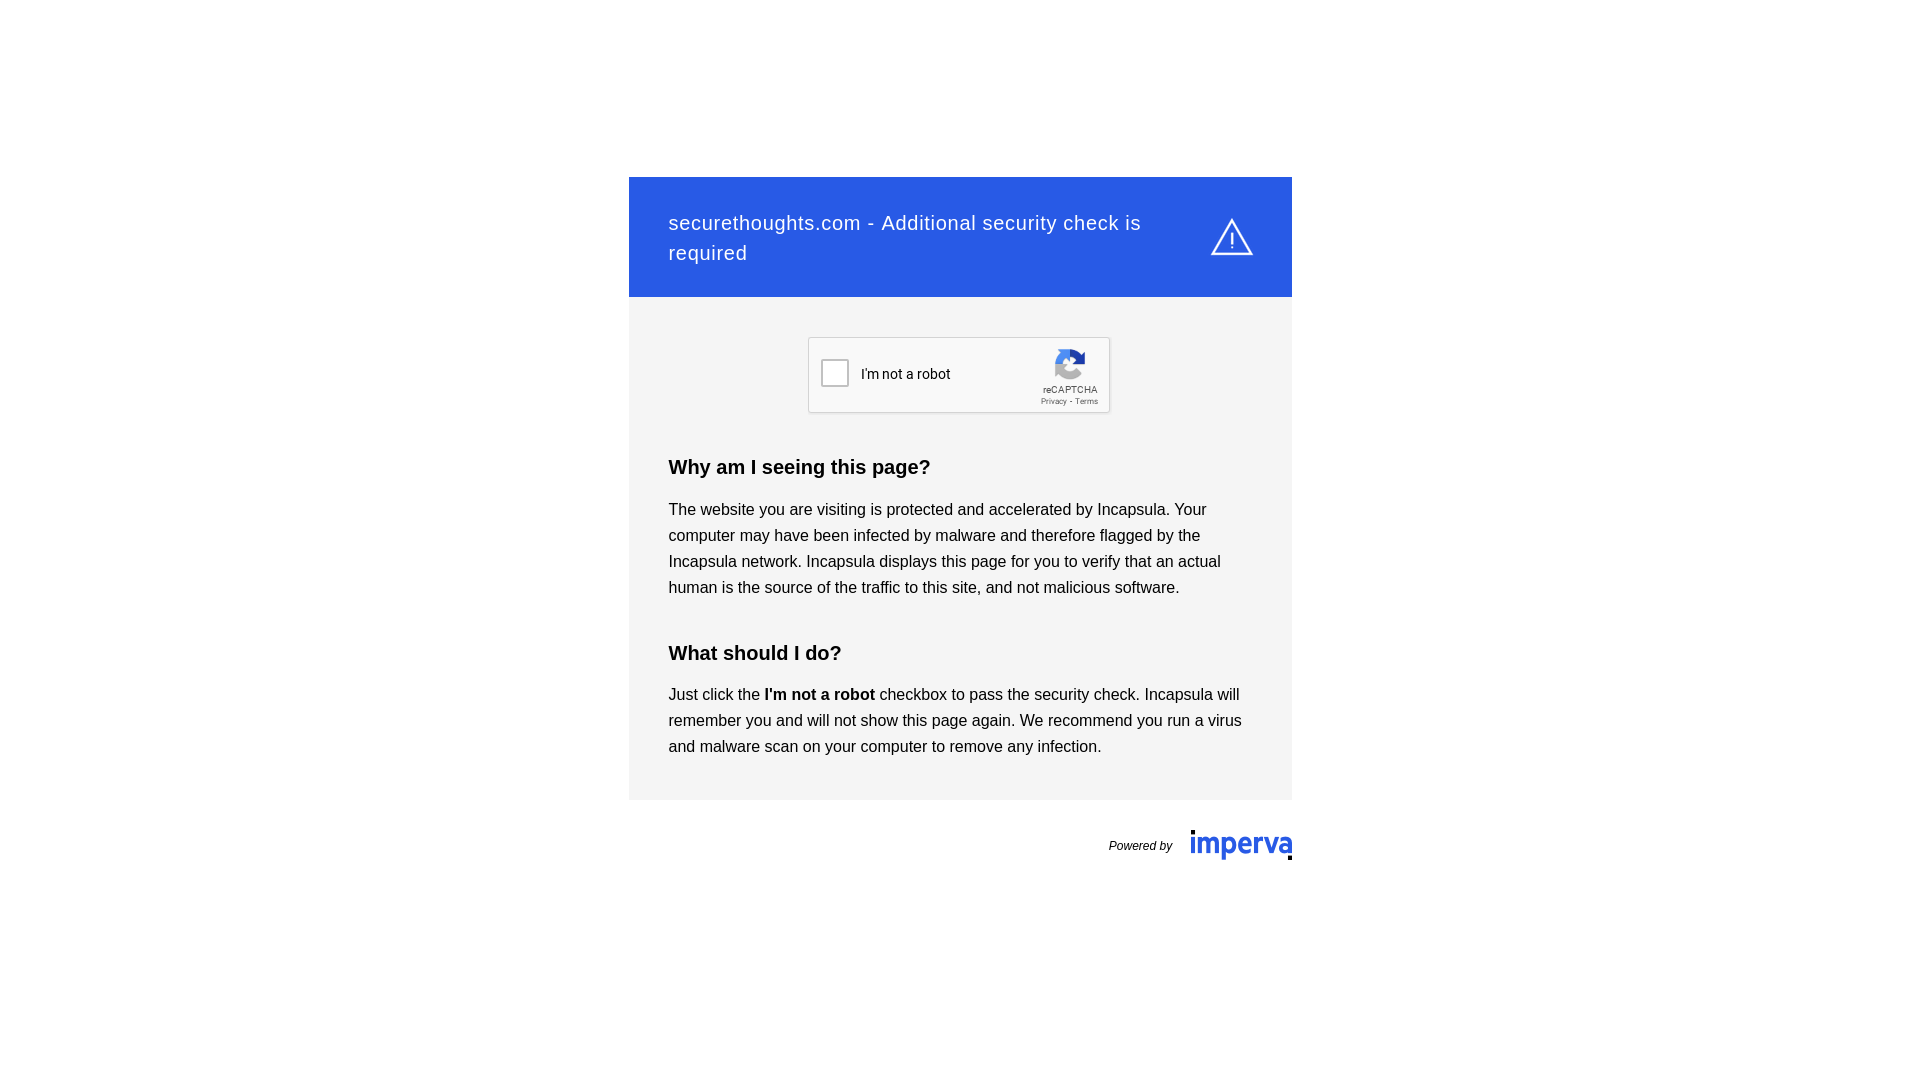 securethoughts.com - Additional security check is
required
I'm not a robot
reCAPTCHA
Privacy - Terms
Why am I seeing this page?
The website you are visiting is protected and accelerated by Incapsula. Your
computer may have been infected by malware and therefore flagged by the
Incapsula network. Incapsula displays this page for you to verify that an actual
human is the source of the traffic to this site, and not malicious software.
What should I do?
Just click the I'm not a robot checkbox to pass the security check. Incapsula will
remember you and will not show this page again. We recommend you run a virus
and malware scan on your computer to remove any infection.
Powered by imperva